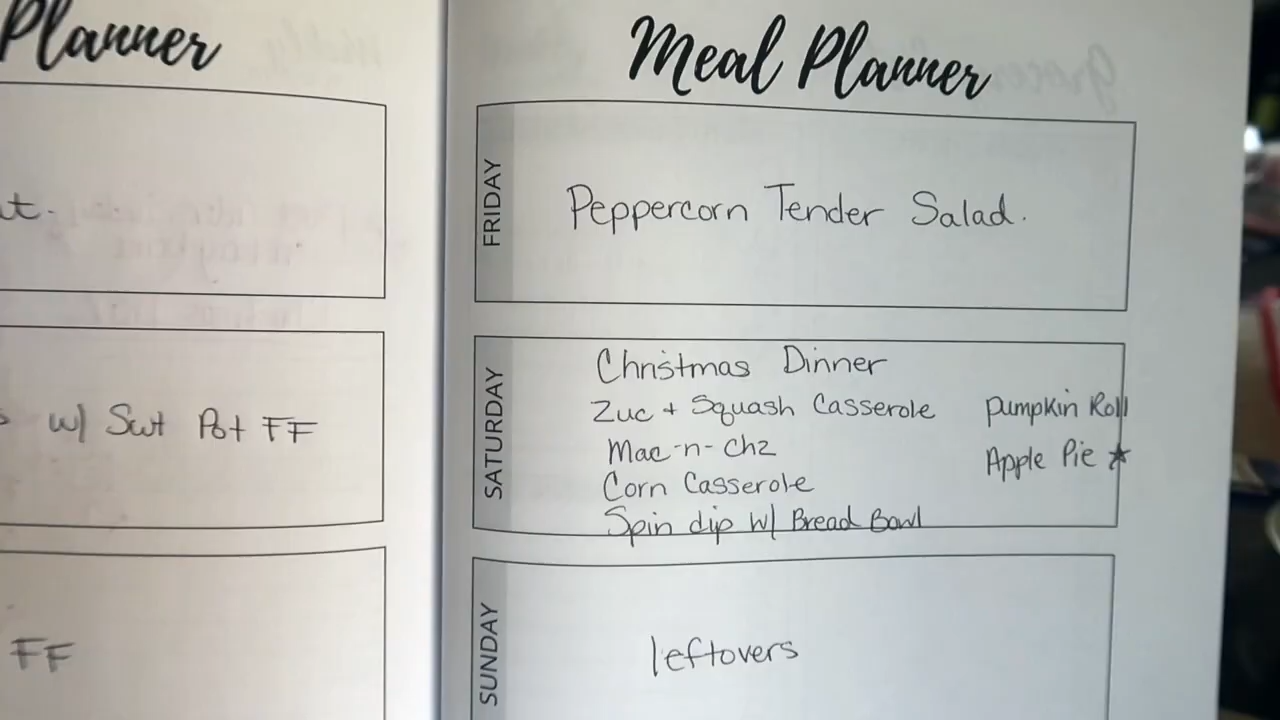 Planner
w/ Swt Pot FF
FF
Meal Planner
FRIDAY
Peppercorn Tender Salad.
SATURDAY
Christmas Dinner
Zuc + Squash Casserole
Mac-n-Chz
Corn Casserole
Spin dip w/ Bread Bowl
Pumpkin Roll
Apple Pie ★
SUNDAY
leftovers